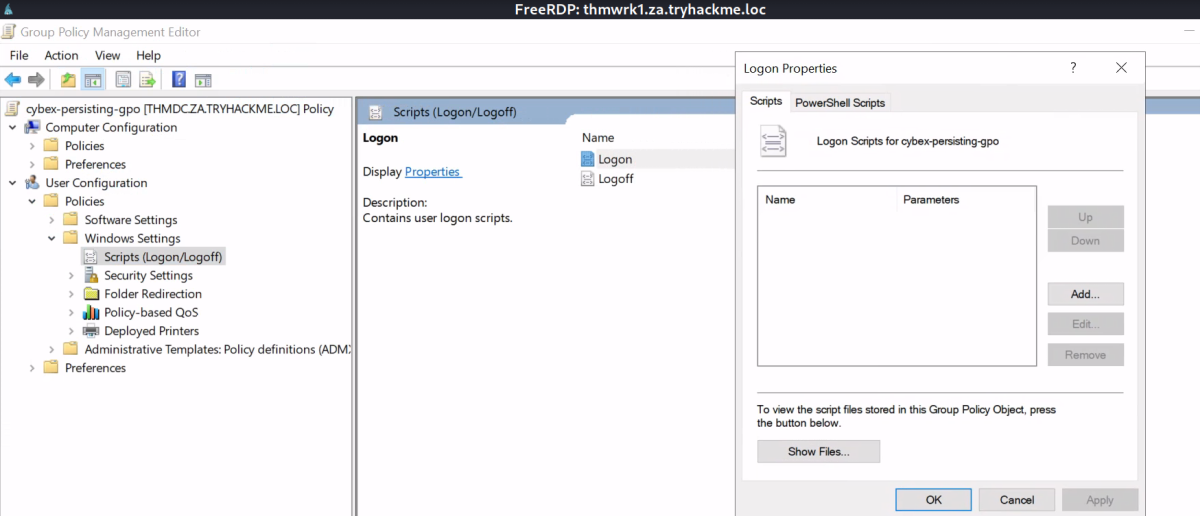 FreeRDP: thmwrk1.za.tryhackme.loc
Group Policy Management Editor
File Action View Help
cybex-persisting-gpo [THMDC.ZA.TRYHACKME.LOC] Policy
Computer Configuration
Policies
Preferences
User Configuration
Policies
Software Settings
Windows Settings
Scripts (Logon/Logoff)
Security Settings
Folder Redirection
Policy-based QoS
Deployed Printers
Administrative Templates: Policy definitions (ADMX
Preferences
Scripts (Logon/Logoff)
Logon
Display Properties
Description:
Contains user logon scripts.
Name
Logon
Logoff
Logon Properties
?
Scripts PowerShell Scripts
Logon Scripts for cybex-persisting-gpo
Name Parameters
Up
Down
Add...
Edit...
Remove
To view the script files stored in this Group Policy Object, press
the button below.
Show Files...
OK Cancel Apply